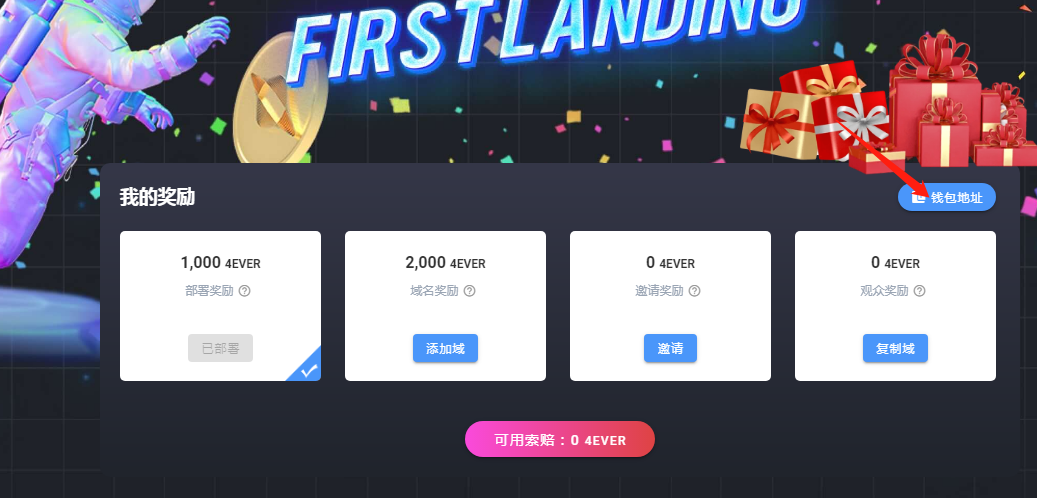 FIRSTLANDING
我的奖励
钱包地址
1,000 4EVER
部署奖励
已部署
2,000 4EVER
域名奖励
添加域
0 4EVER
邀请奖励
邀请
0 4EVER
观众奖励
复制域
可用索赔：0 4EVER